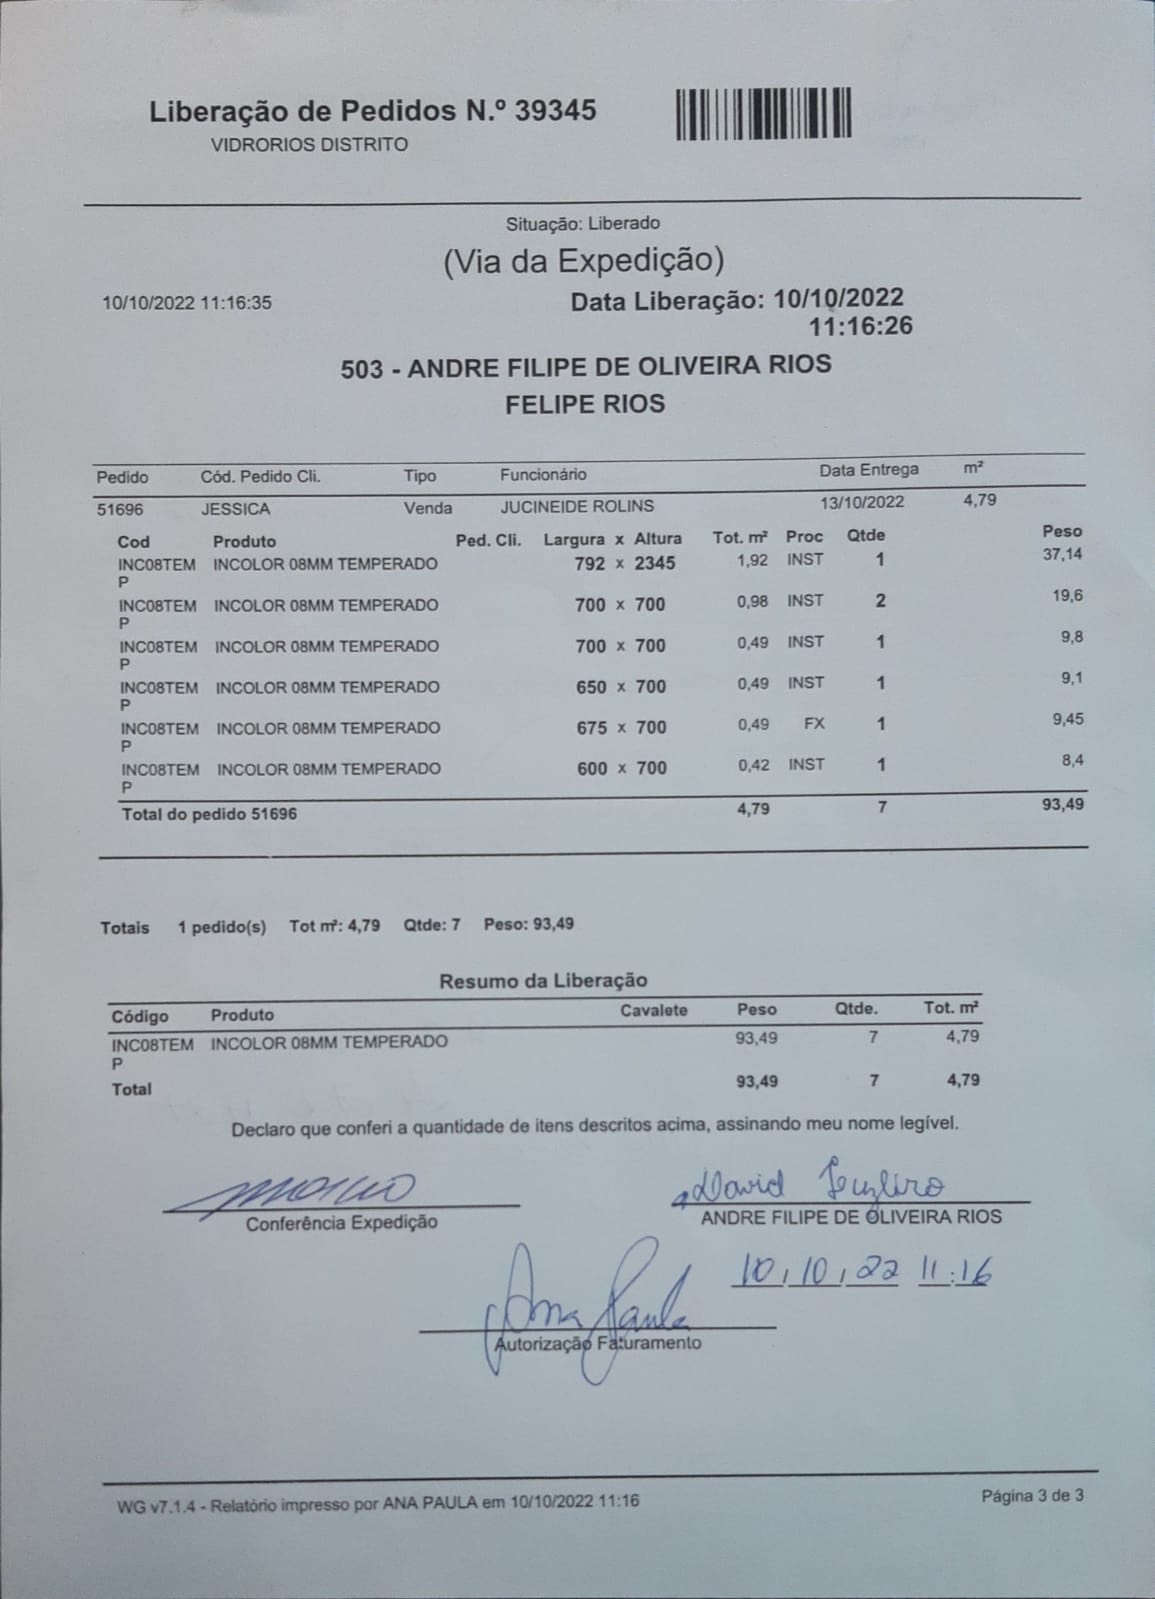 Liberação de Pedidos N.º 39345
VIDRORIOS DISTRITO
Situação: Liberado
(Via da Expedição)
10/10/2022 11:16:35
Data Liberação: 10/10/2022
11:16:26
503 - ANDRE FILIPE DE OLIVEIRA RIOS
FELIPE RIOS
Pedido Cód. Pedido Cli. Tipo Funcionário Data Entrega m²
51696 JESSICA Venda JUCINEIDE ROLINS 13/10/2022 4,79
Cod Produto Ped. Cli. Largura x Altura Tot. m² Proc Qtde Peso
INC08TEM INCOLOR 08MM TEMPERADO 792 x 2345 1,92 INST 1 37,14
P
INC08TEM INCOLOR 08MM TEMPERADO 700 x 700 0,98 INST 2 19,6
P
INC08TEM INCOLOR 08MM TEMPERADO 700 x 700 0,49 INST 1 9,8
P
INC08TEM INCOLOR 08MM TEMPERADO 650 x 700 0,49 INST 1 9,1
P
INC08TEM INCOLOR 08MM TEMPERADO 675 x 700 0,49 FX 1 9,45
P
INC08TEM INCOLOR 08MM TEMPERADO 600 x 700 0,42 INST 1 8,4
P
Total do pedido 51696 4,79 7 93,49
Totais 1 pedido(s) Tot m²: 4,79 Qtde: 7 Peso: 93,49
Resumo da Liberação
Código Produto Cavalete Peso Qtde. Tot. m²
INC08TEM INCOLOR 08MM TEMPERADO 93,49 7 4,79
P
Total 93,49 7 4,79
Declaro que conferi a quantidade de itens descritos acima, assinando meu nome legível.
David
Conferência Expedição
ANDRE FILIPE DE OLIVEIRA RIOS
10/10/22 11:16
Ana Paula
Autorização Faturamento
WG v7.1.4 - Relatório impresso por ANA PAULA em 10/10/2022 11:16
Página 3 de 3